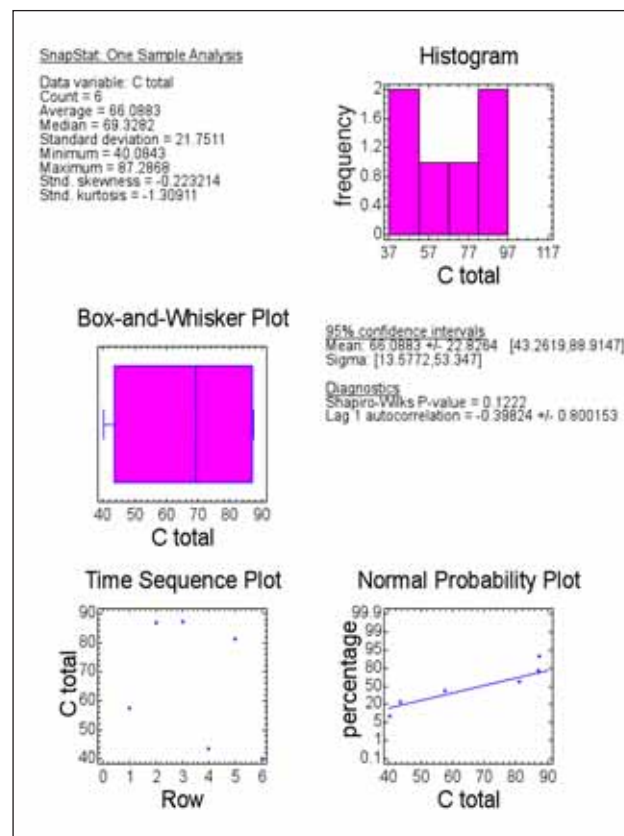 SnapStat: One Sample Analysis
Data variable: C total
Count = 6
Average = 66.0883
Median = 69.3282
Standard deviation = 21.7511
Minimum = 40.0843
Maximum = 87.2868
Stnd. skewness = -0.223214
Stnd. kurtosis = -1.30911
Histogram
frequency
2
1.6
1.2
0.8
0.4
0
37 57 77 97 117
C total
Box-and-Whisker Plot
40 50 60 70 80 90
C total
95% confidence intervals
Mean: 66.0883 +/- 22.8264 [43.2619,88.9147]
Sigma: [13.5772,53.347]
Diagnostics
Shapiro-Wilks P-value = 0.1222
Lag 1 autocorrelation = -0.39824 +/- 0.800153
Time Sequence Plot
C total
90
80
70
60
50
40
0 1 2 3 4 5 6
Row
Normal Probability Plot
percentage
99.9
99
95
80
50
20
5
1
0.1
40 50 60 70 80 90
C total